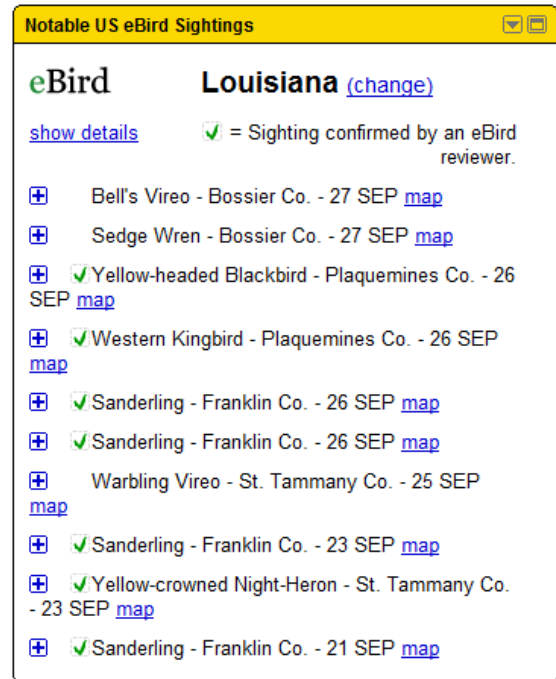 Notable US eBird Sightings
eBird
Louisiana (change)
show details
= Sighting confirmed by an eBird
reviewer.
Bell's Vireo - Bossier Co. - 27 SEP map
Sedge Wren - Bossier Co. - 27 SEP map
Yellow-headed Blackbird - Plaquemines Co. - 26
SEP map
Western Kingbird - Plaquemines Co. - 26 SEP
map
Sanderling - Franklin Co. - 26 SEP map
Sanderling - Franklin Co. - 26 SEP map
Warbling Vireo - St. Tammany Co. - 25 SEP
map
Sanderling - Franklin Co. - 23 SEP map
Yellow-crowned Night-Heron - St. Tammany Co.
- 23 SEP map
Sanderling - Franklin Co. - 21 SEP map